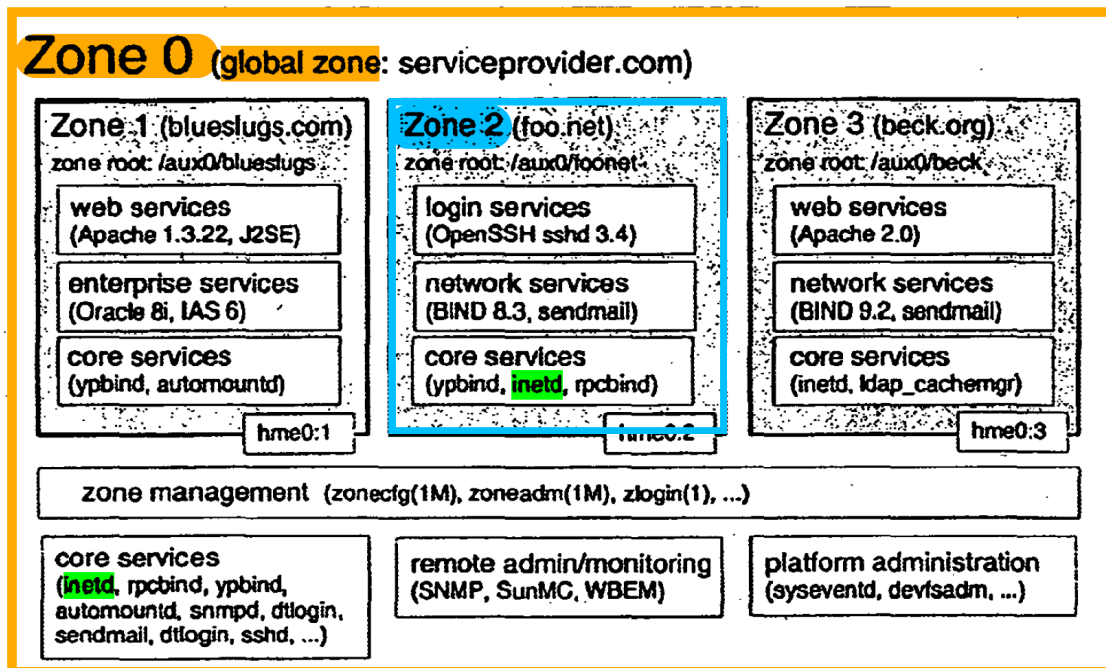 Zone 0 (global zone: serviceprovider.com)
Zone 1 (blueslugs.com)
zone root: /aux0/blueslugs
web services
(Apache 1.3.22, J2SE)
enterprise services
(Oracle 8i, IAS 6)
core services
(ypbind, automountd)
hme0:1
Zone 2 (foo.net)
zone root: /aux0/foonet
login services
(OpenSSH sshd 3.4)
network services
(BIND 8.3, sendmail)
core services
(ypbind, inetd, rpcbind)
hme0:2
Zone 3 (beck.org)
zone root: /aux0/beck
web services
(Apache 2.0)
network services
(BIND 9.2, sendmail)
core services
(inetd, ldap_cachemgr)
hme0:3
zone management (zonecfg(1M), zoneadm(1M), zlogin(1), ...)
core services
(inetd, rpcbind, ypbind,
automountd, snmpd, dtlogin,
sendmail, dtlogin, sshd, ...)
remote admin/monitoring
(SNMP, SunMC, WBEM)
platform administration
(syseventd, devfsadm, ...)